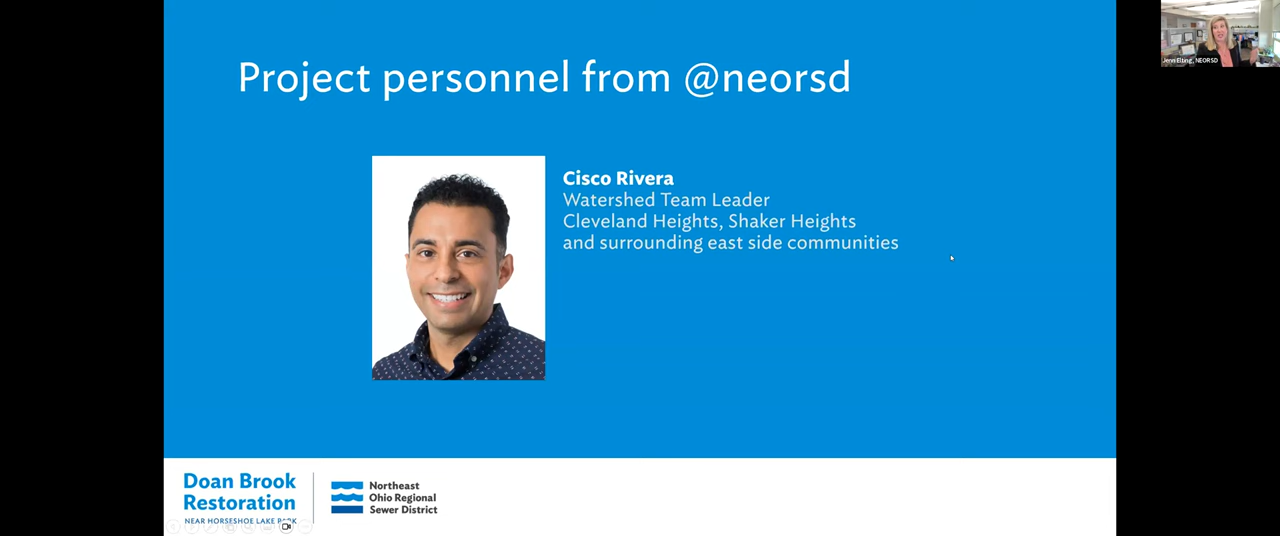 Project personnel from @neorsd
Cisco Rivera
Watershed Team Leader
Cleveland Heights, Shaker Heights
and surrounding east side communities
Doan Brook
Restoration
NEAR HORSESHOE LAKE PARK
Northeast
Ohio Regional
Sewer District
NEORSD